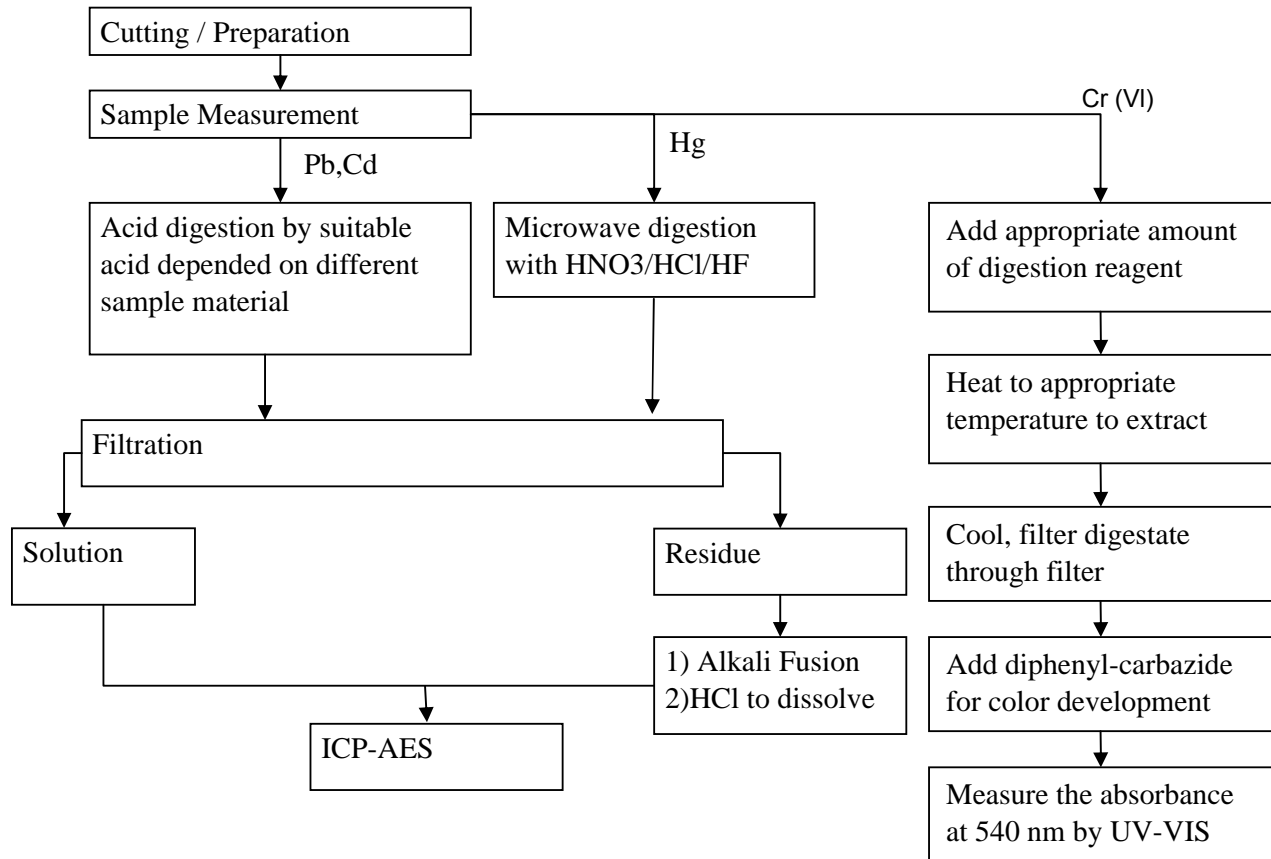 Cutting / Preparation
Sample Measurement
Cr (VI)
Pb,Cd
Hg
Acid digestion by suitable
acid depended on different
sample material
Microwave digestion
with HNO3/HCl/HF
Add appropriate amount
of digestion reagent
Heat to appropriate
temperature to extract
Filtration
Solution
Residue
Cool, filter digestate
through filter
1) Alkali Fusion
2)HCl to dissolve
Add diphenyl-carbazide
for color development
ICP-AES
Measure the absorbance
at 540 nm by UV-VIS